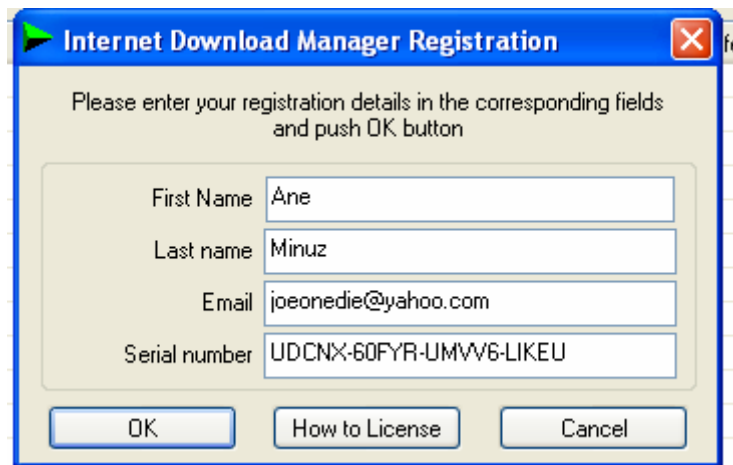 Internet Download Manager Registration
Please enter your registration details in the corresponding fields
and push OK button
First Name Ane
Last name Minuz
Email joeonedie@yahoo.com
Serial number UDCNX-60FYR-UMVV6-LIKEU
OK How to License Cancel